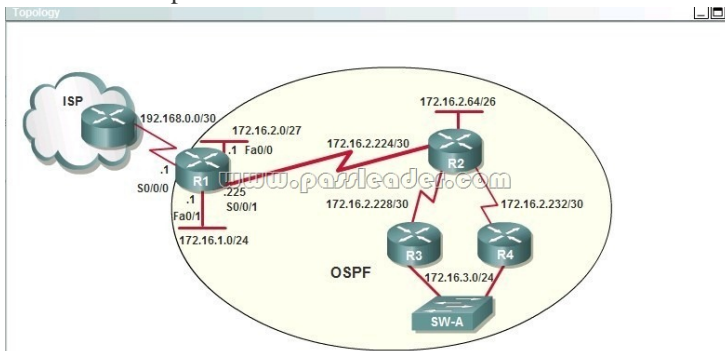 Topology
ISP
192.168.0.0/30
172.16.2.64/26
172.16.2.0/27
172.16.2.224/30
.1 Fa0/0
R1
R2
www.passleader.com
.1
S0/0/0
.225
S0/0/1
.1
Fa0/1
172.16.2.228/30
172.16.2.232/30
172.16.1.0/24
R3
R4
OSPF
172.16.3.0/24
SW-A